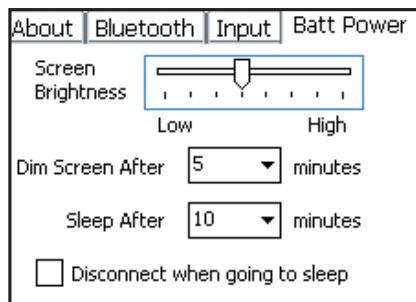 About Bluetooth Input Batt Power
Screen
Brightness
Low High
Dim Screen After 5 minutes
Sleep After 10 minutes
Disconnect when going to sleep